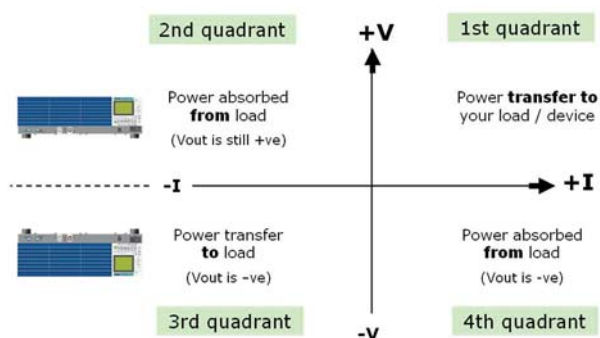 2nd quadrant
+V
1st quadrant
Power absorbed
from load
(Vout is still +ve)
Power transfer to
your load / device
-I
+I
Power transfer
to load
(Vout is –ve)
Power absorbed
from load
(Vout is -ve)
3rd quadrant
-V
4th quadrant